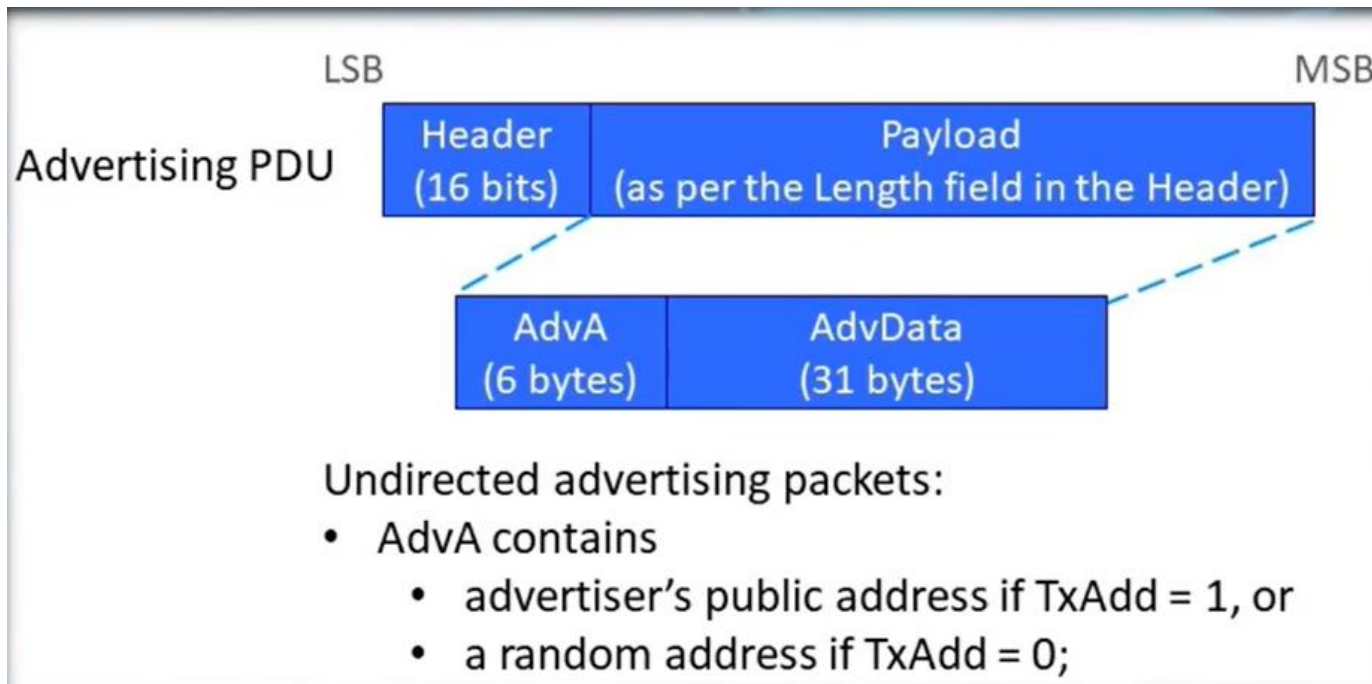 LSB MSB
Advertising PDU
Header
(16 bits)
Payload
(as per the Length field in the Header)
AdvA
(6 bytes)
AdvData
(31 bytes)
Undirected advertising packets:
• AdvA contains
• advertiser's public address if TxAdd = 1, or
• a random address if TxAdd = 0;